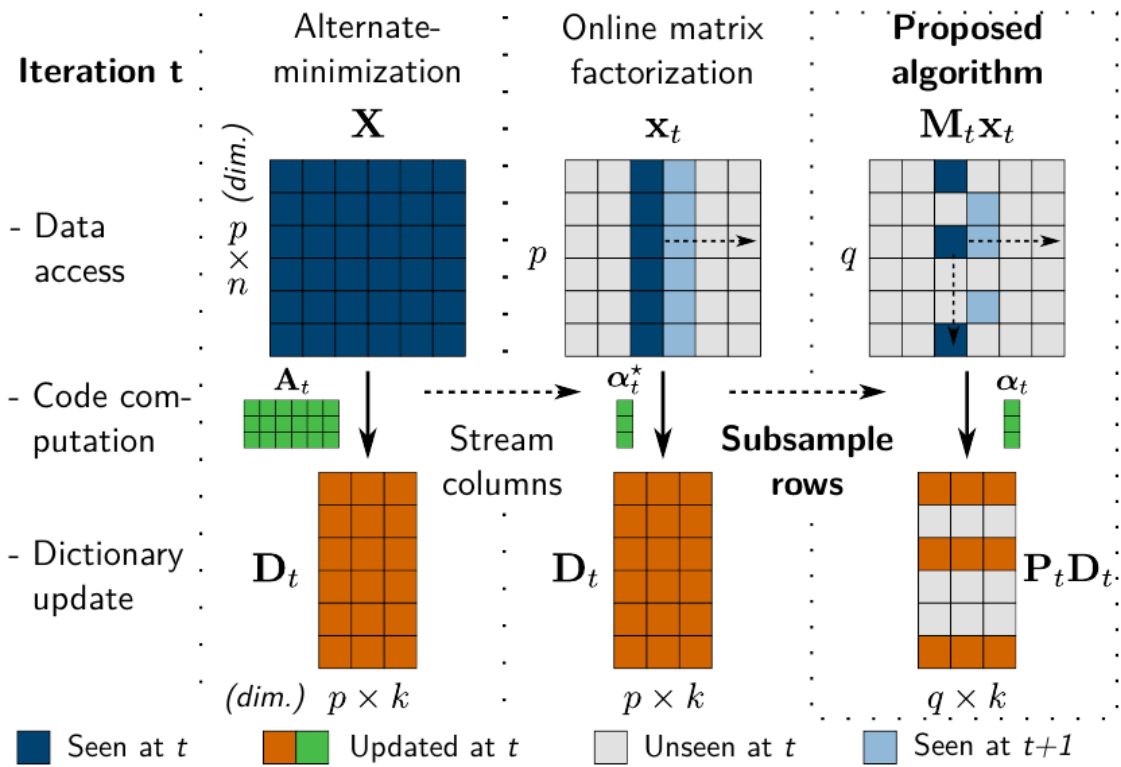 Iteration t
Alternate-
minimization
Online matrix
factorization
Proposed
algorithm
X
x_t
M_t x_t
- Data
access
n × p (dim.)
p
q
- Code com-
putation
A_t
α_t^⋆
α_t
Stream
columns
Subsample
rows
- Dictionary
update
D_t
D_t
P_t D_t
(dim.) p × k
p × k
q × k
Seen at t
Updated at t
Unseen at t
Seen at t+1